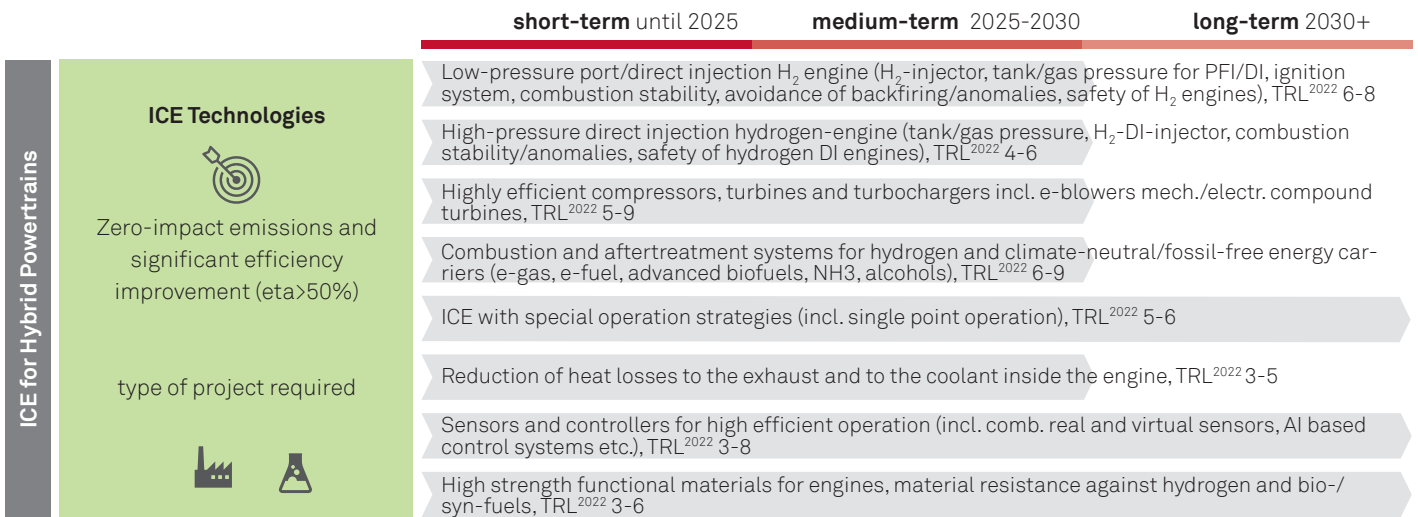 short-term until 2025
medium-term 2025-2030
long-term 2030+
ICE for Hybrid Powertrains
ICE Technologies
Zero-impact emissions and
significant efficiency
improvement (eta>50%)
type of project required
Low-pressure port/direct injection H₂ engine (H₂-injector, tank/gas pressure for PFI/DI, ignition
system, combustion stability, avoidance of backfiring/anomalies, safety of H₂ engines), TRL²⁰²² 6-8
High-pressure direct injection hydrogen-engine (tank/gas pressure, H₂-DI-injector, combustion
stability/anomalies, safety of hydrogen DI engines), TRL²⁰²² 4-6
Highly efficient compressors, turbines and turbochargers incl. e-blowers mech./electr. compound
turbines, TRL²⁰²² 5-9
Combustion and aftertreatment systems for hydrogen and climate-neutral/fossil-free energy car-
riers (e-gas, e-fuel, advanced biofuels, NH3, alcohols), TRL²⁰²² 6-9
ICE with special operation strategies (incl. single point operation), TRL²⁰²² 5-6
Reduction of heat losses to the exhaust and to the coolant inside the engine, TRL²⁰²² 3-5
Sensors and controllers for high efficient operation (incl. comb. real and virtual sensors, AI based
control systems etc.), TRL²⁰²² 3-8
High strength functional materials for engines, material resistance against hydrogen and bio-/
syn-fuels, TRL²⁰²² 3-6